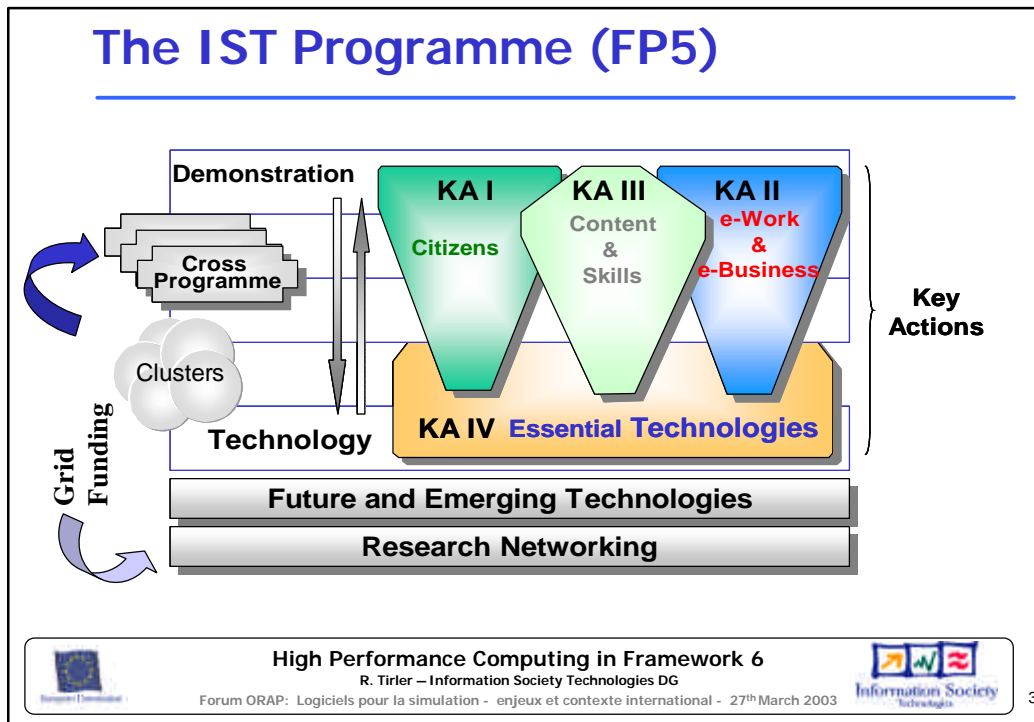 The IST Programme (FP5)
Demonstration
KA I
KA III
KA II
Citizens
Content
&
Skills
e-Work
&
e-Business
Cross
Programme
Key
Actions
Clusters
Technology
KA IV Essential Technologies
Grid
Funding
Future and Emerging Technologies
Research Networking
High Performance Computing in Framework 6
R. Tirler – Information Society Technologies DG
Forum ORAP: Logiciels pour la simulation - enjeux et contexte international - 27th March 2003
Information Society
Technologies
3